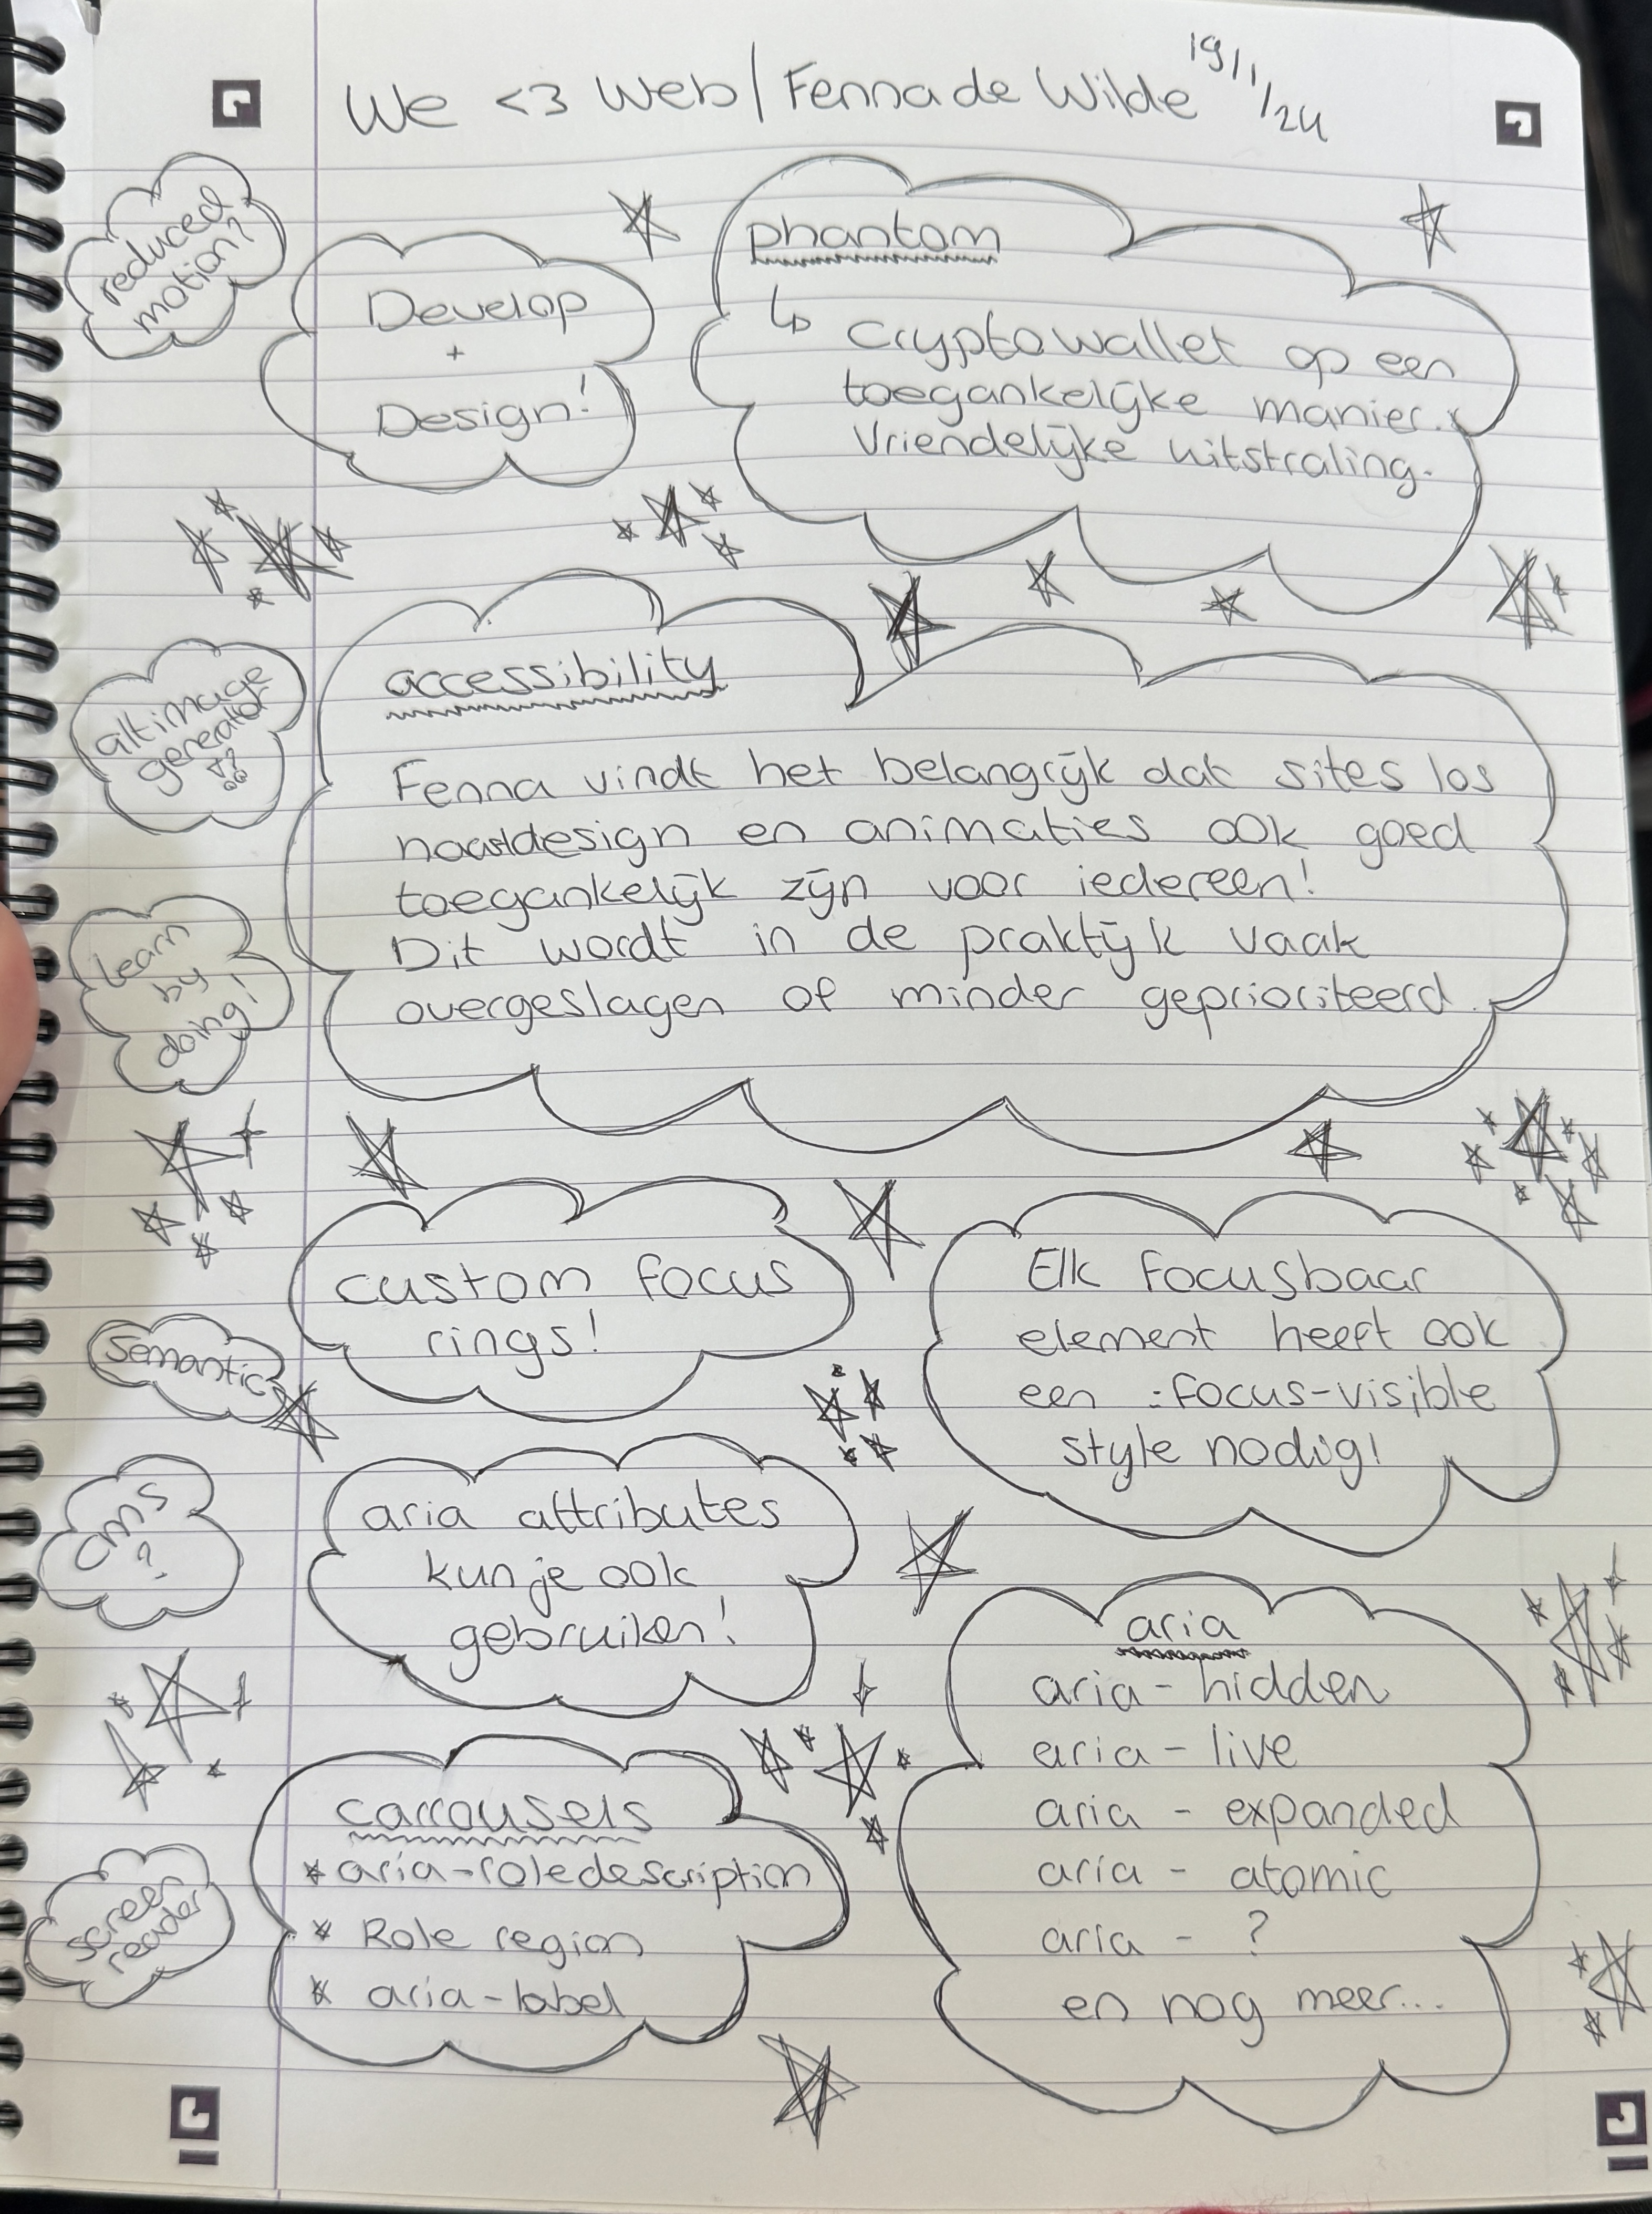 We <3 Web / Fenna de Wilde 19/1/24
reduced
motion?
Develop
+
Design!
phantom
↳ Cryptowallet op een
toegankelijke manier.
Vriendelijke uitstraling.
alt image
generator
accessibility
Fenna vindt het belangrijk dat sites los
naast design en animaties ook goed
toegankelijk zijn voor iedereen!
Dit wordt in de praktijk vaak
overgeslagen of minder geprioriteerd.
learn
by
doing!
custom focus
rings!
Elk focusbaar
element heeft ook
een :focus-visible
style nodig!
semantic
cms
?
aria attributes
kun je ook
gebruiken!
aria
aria - hidden
aria - live
aria - expanded
aria - atomic
aria - ?
en nog meer...
carrousels
* aria-roledescription
* Role region
* aria-label
screen
reader